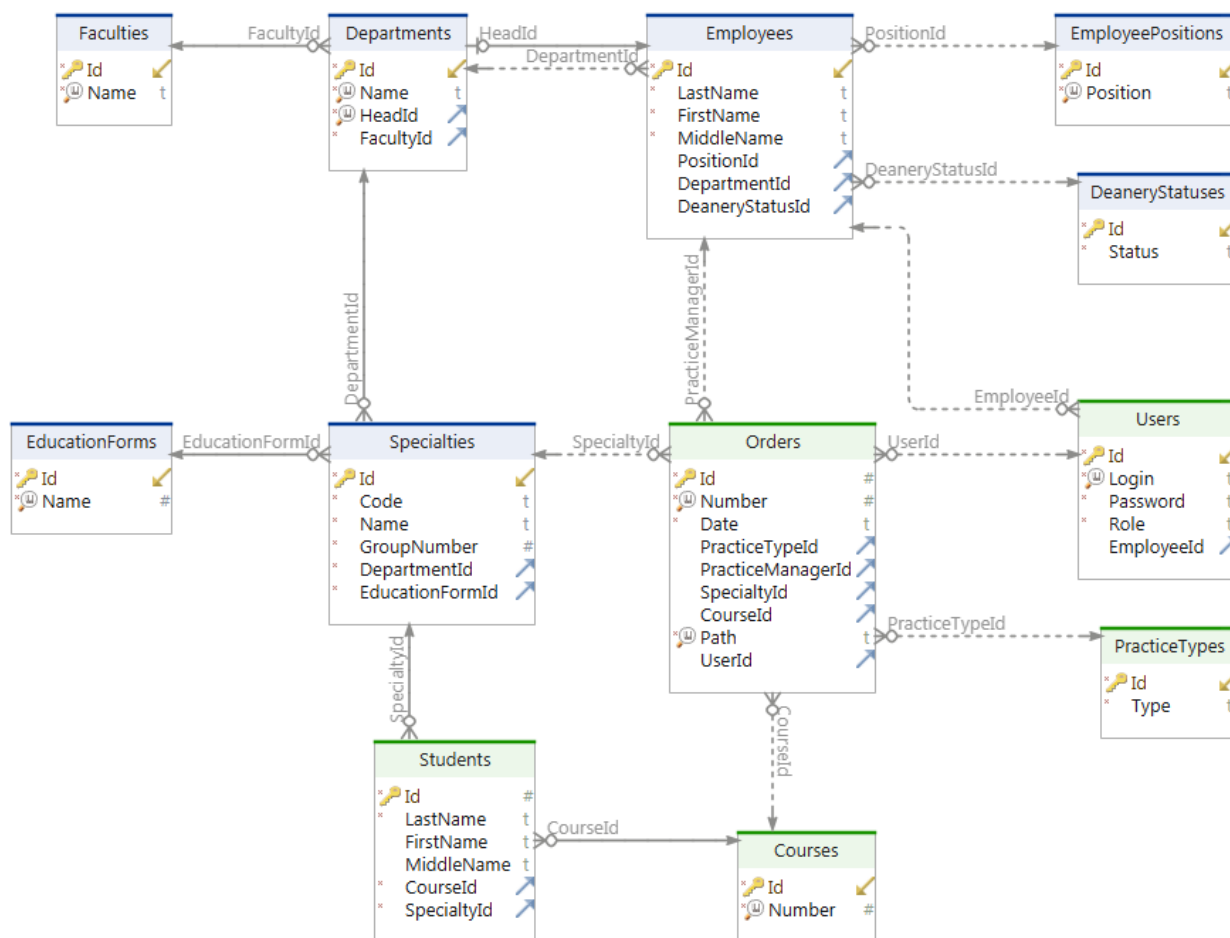 Faculties
Id
Name t
FacultyId
Departments
Id
Name t
HeadId
FacultyId
HeadId
DepartmentId
Employees
Id
LastName t
FirstName t
MiddleName t
PositionId
DepartmentId
DeaneryStatusId
PositionId
EmployeePositions
Id
Position t
DeaneryStatusId
DeaneryStatuses
Id
Status t
DepartmentId
PracticeManagerId
EmployeeId
EducationForms
Id
Name #
EducationFormId
Specialties
Id
Code t
Name t
GroupNumber #
DepartmentId
EducationFormId
SpecialtyId
Orders
Id #
Number #
Date t
PracticeTypeId
PracticeManagerId
SpecialtyId
CourseId
Path t
UserId
UserId
Users
Id
Login t
Password t
Role t
EmployeeId
PracticeTypeId
PracticeTypes
Id
Type t
SpecialtyId
CourseId
Students
Id #
LastName t
FirstName t
MiddleName t
CourseId
SpecialtyId
CourseId
Courses
Id
Number #